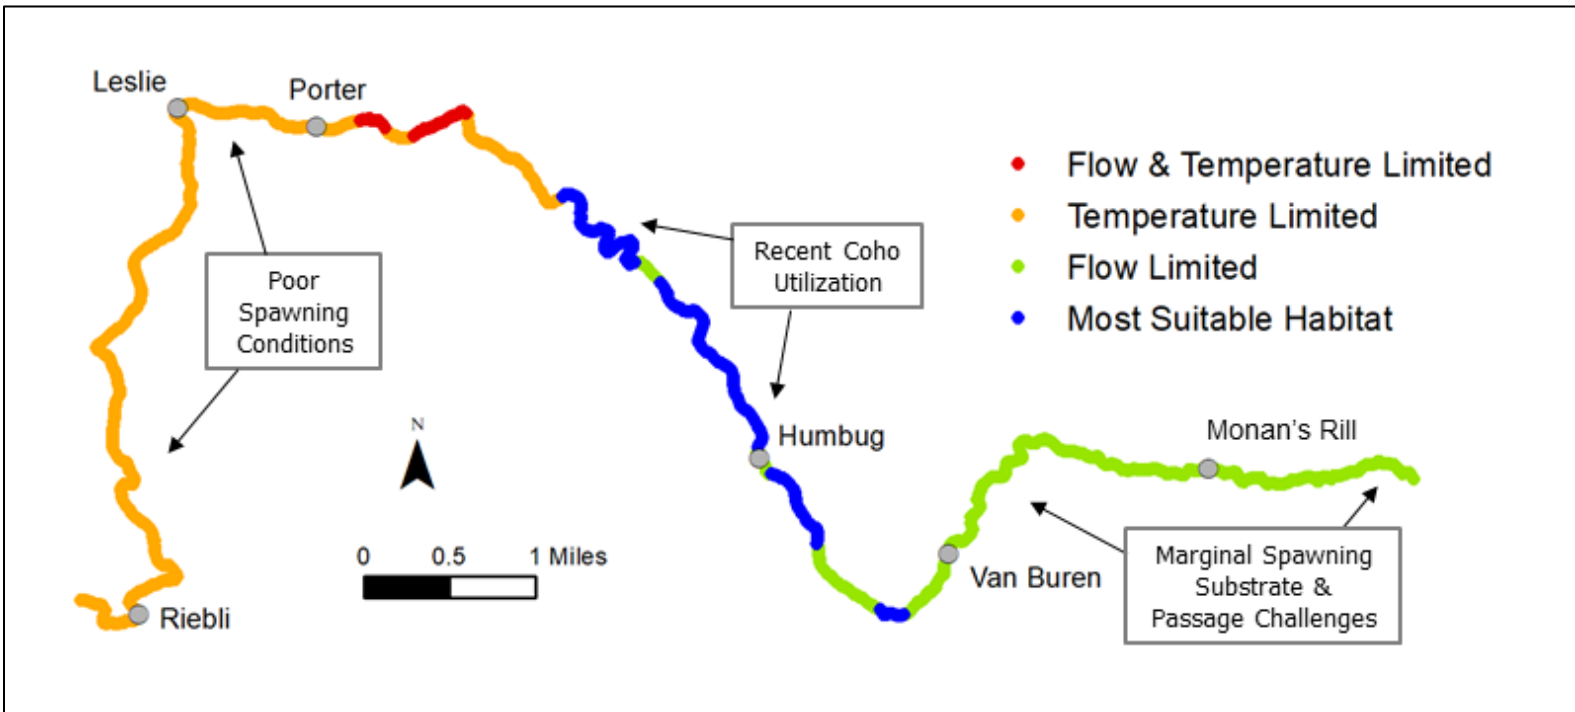 Leslie
Porter
Flow & Temperature Limited
Temperature Limited
Flow Limited
Most Suitable Habitat
Recent Coho
Utilization
Poor
Spawning
Conditions
N
Humbug
Monan's Rill
0 0.5 1 Miles
Van Buren
Marginal Spawning
Substrate &
Passage Challenges
Riebli